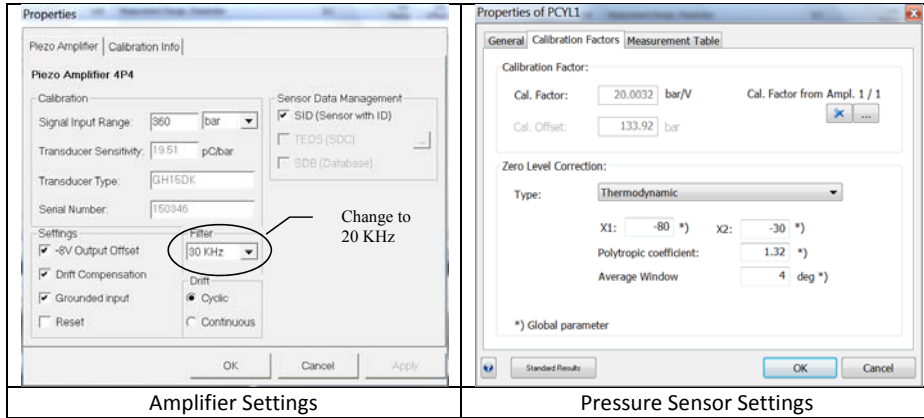 Properties
Piezo Amplifier Calibration Info
Piezo Amplifier 4P4
Calibration
Signal Input Range: 360 bar
Transducer Sensitivity: 19.51 pC/bar
Transducer Type: GH15DK
Serial Number: 150346
Sensor Data Management
SID (Sensor with ID)
TEDS (SDC) ...
SDB (Database)
Settings
-8V Output Offset
Drift Compensation
Grounded input
Reset
Filter
30 KHz
Change to
20 KHz
Drift
Cyclic
Continuous
OK Cancel Apply
Amplifier Settings
Properties of PCYL1
General Calibration Factors Measurement Table
Calibration Factor:
Cal. Factor: 20.0032 bar/V Cal. Factor from Ampl. 1 / 1
...
Cal. Offset: 133.92 bar
Zero Level Correction:
Type: Thermodynamic
X1: -80 *) X2: -30 *)
Polytropic coefficient: 1.32 *)
Average Window 4 deg *)
*) Global parameter
? Standard Results OK Cancel
Pressure Sensor Settings